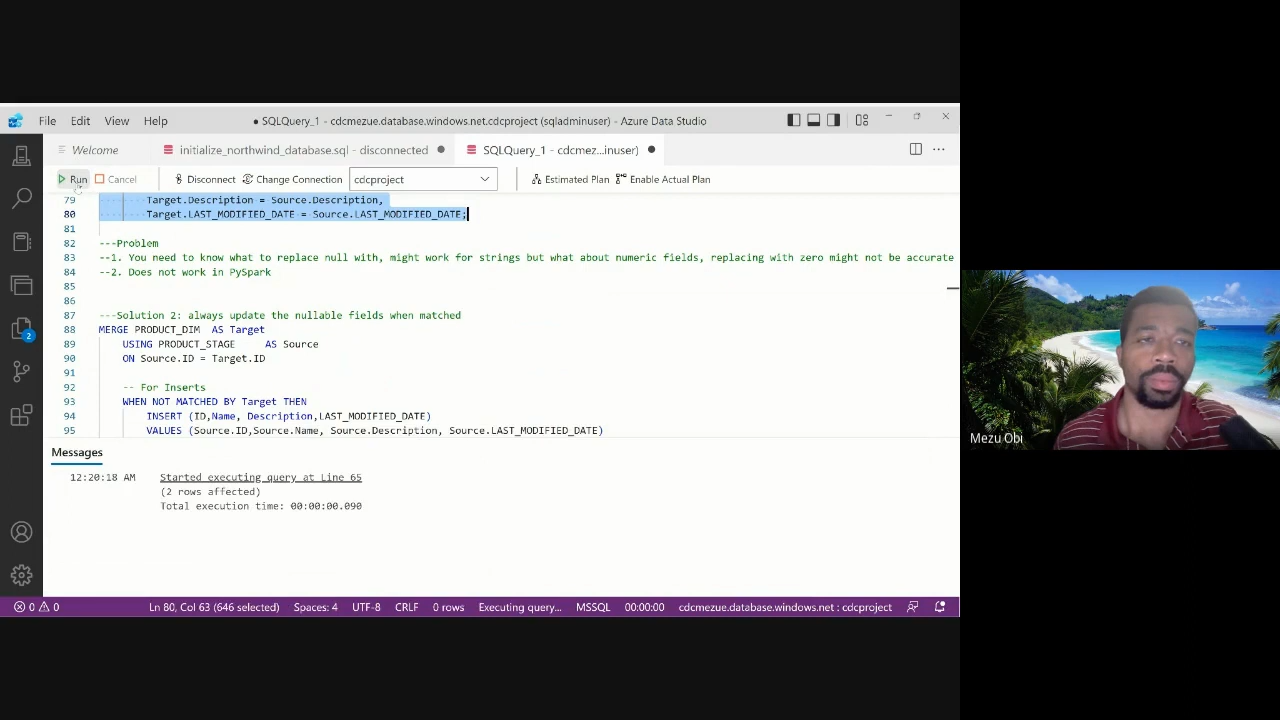 File Edit View Help
● SQLQuery_1 - cdcmezue.database.windows.net.cdcproject (sqladminuser) - Azure Data Studio
Welcome
initialize_northwind_database.sql - disconnected
SQLQuery_1 - cdcmez...inuser)
Run
Cancel
Disconnect
Change Connection
cdcproject
Estimated Plan
Enable Actual Plan
79 Target.Description = Source.Description,
80 Target.LAST_MODIFIED_DATE = Source.LAST_MODIFIED_DATE;
81
82 ---Problem
83 --1. You need to know what to replace null with, might work for strings but what about numeric fields, replacing with zero might not be accurate
84 --2. Does not work in PySpark
85
86
87 ---Solution 2: always update the nullable fields when matched
88 MERGE PRODUCT_DIM AS Target
89 USING PRODUCT_STAGE AS Source
90 ON Source.ID = Target.ID
91
92 -- For Inserts
93 WHEN NOT MATCHED BY Target THEN
94 INSERT (ID,Name, Description,LAST_MODIFIED_DATE)
95 VALUES (Source.ID,Source.Name, Source.Description, Source.LAST_MODIFIED_DATE)
2
Messages
12:20:18 AM Started executing query at Line 65
(2 rows affected)
Total execution time: 00:00:00.090
0 0 Ln 80, Col 63 (646 selected) Spaces: 4 UTF-8 CRLF 0 rows Executing query... MSSQL 00:00:00 cdcmezue.database.windows.net : cdcproject
Mezu Obi